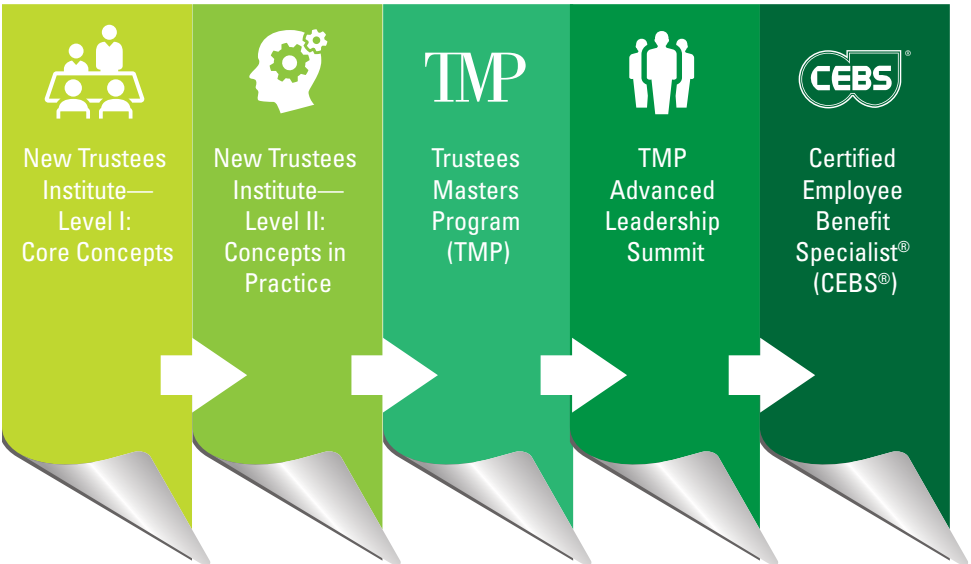 New Trustees
Institute—
Level I:
Core Concepts
New Trustees
Institute—
Level II:
Concepts in
Practice
TMP
Trustees
Masters
Program
(TMP)
TMP
Advanced
Leadership
Summit
CEBS®
Certified
Employee
Benefit
Specialist®
(CEBS®)